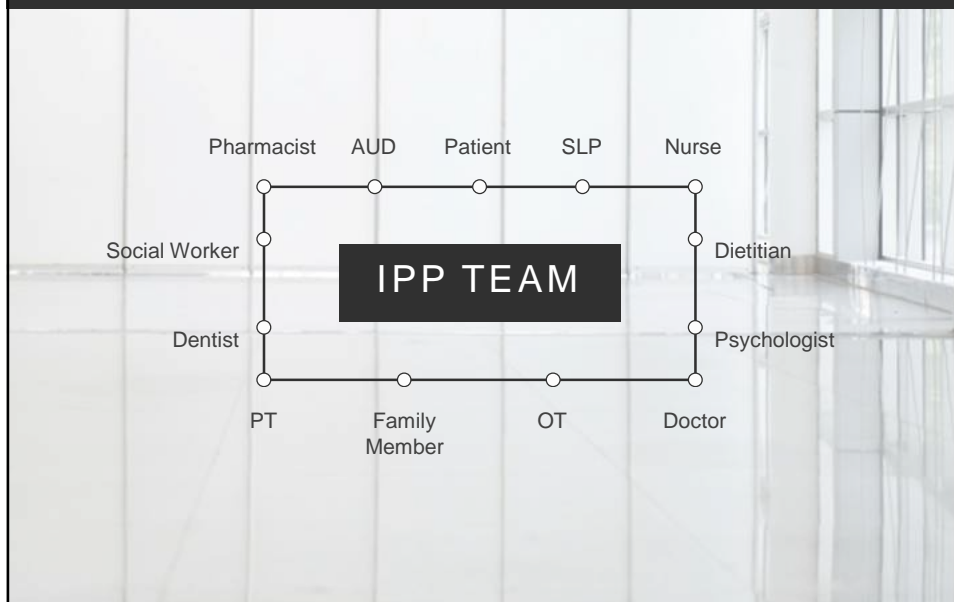 Pharmacist AUD Patient SLP Nurse
Social Worker
Dietitian
IPP TEAM
Dentist
Psychologist
PT
Family
Member
OT
Doctor